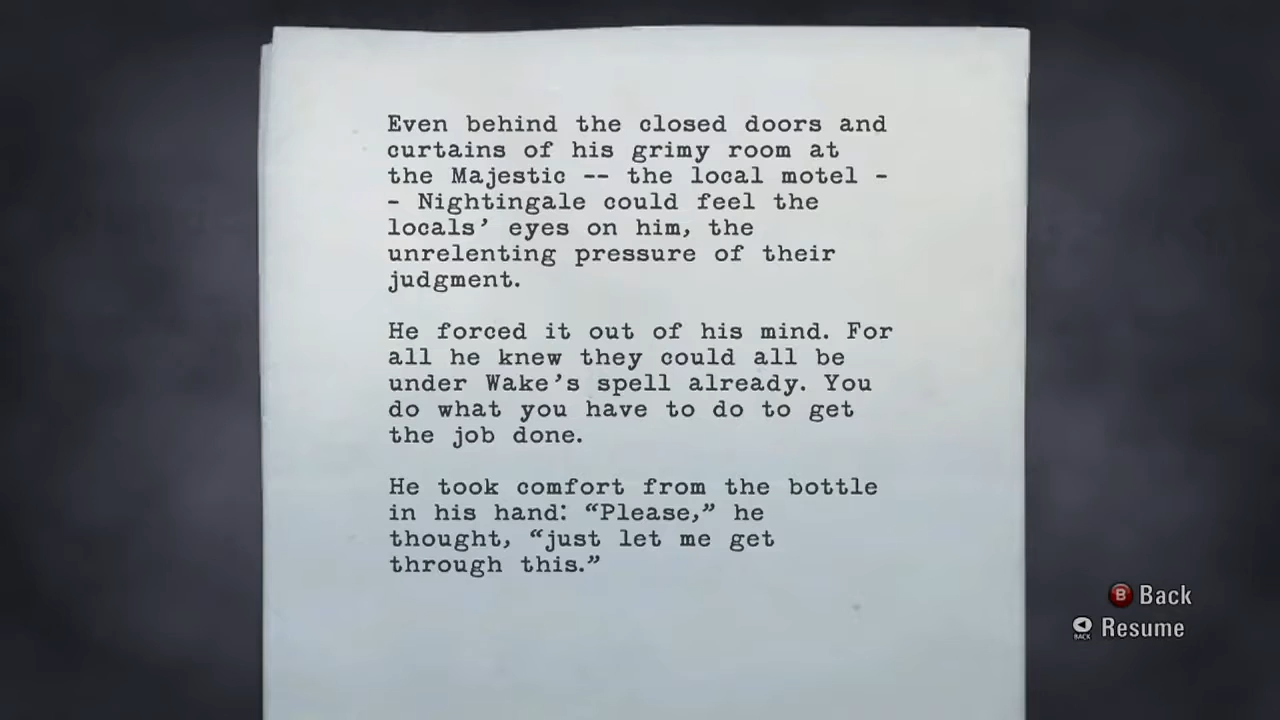 Even behind the closed doors and
curtains of his grimy room at
the Majestic -- the local motel -
- Nightingale could feel the
locals’ eyes on him, the
unrelenting pressure of their
judgment.
He forced it out of his mind. For
all he knew they could all be
under Wake’s spell already. You
do what you have to do to get
the job done.
He took comfort from the bottle
in his hand: “Please,” he
thought, “just let me get
through this.”
B Back
BACK Resume